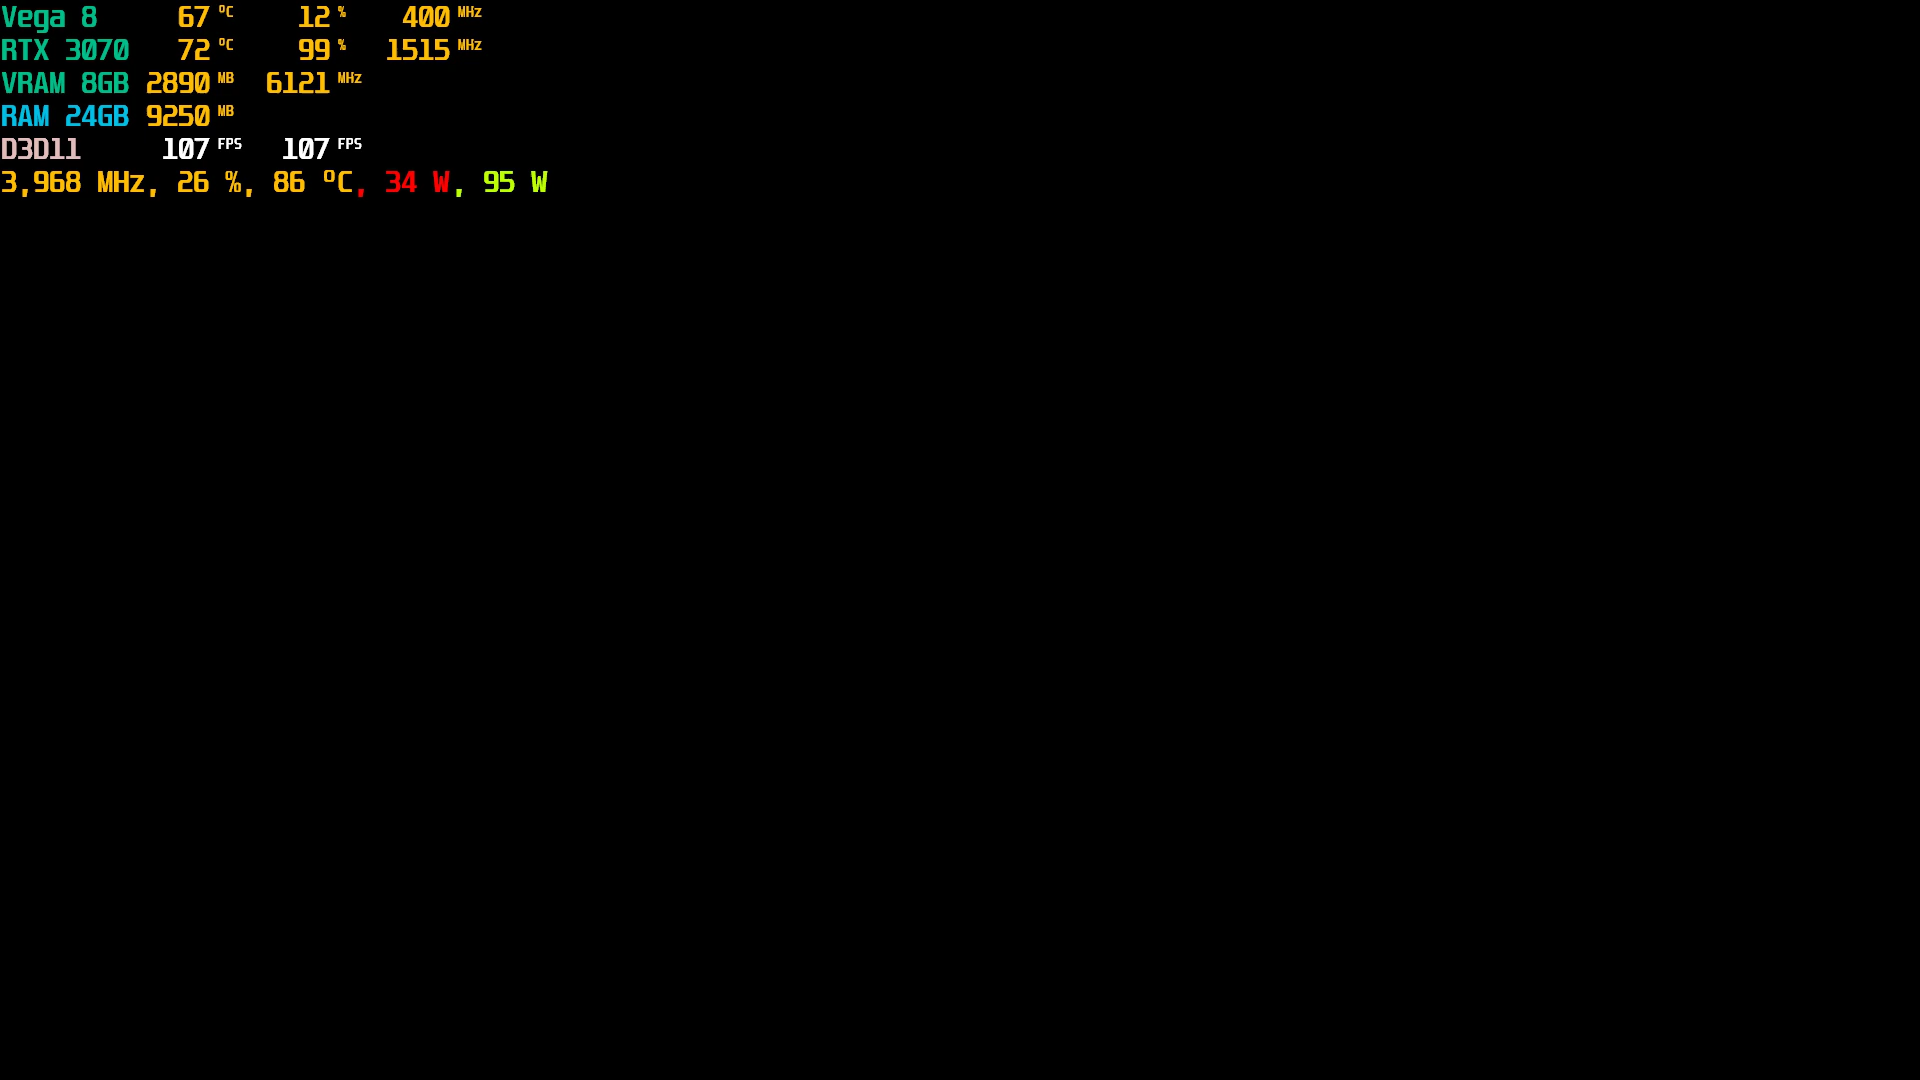 Vega 8 67 °C 12 % 400 MHz
RTX 3070 72 °C 99 % 1515 MHz
VRAM 8GB 2890 MB 6121 MHz
RAM 24GB 9250 MB
D3D11 107 FPS 107 FPS
3,968 MHz, 26 %, 86 °C, 34 W, 95 W